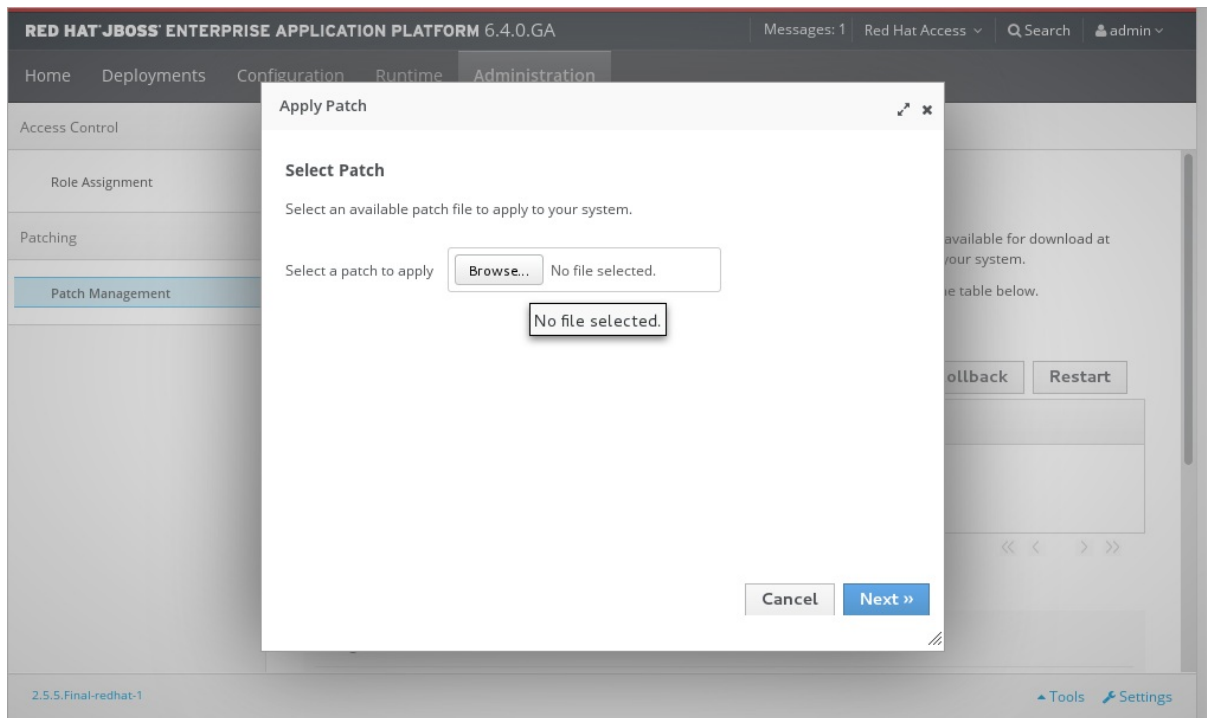 RED HAT JBOSS ENTERPRISE APPLICATION PLATFORM 6.4.0.GA
Messages: 1 Red Hat Access Search admin
Home Deployments Configuration Runtime Administration
Apply Patch
Access Control
Select Patch
Role Assignment
Select an available patch file to apply to your system.
Patching
available for download at
your system.
Select a patch to apply Browse... No file selected.
Patch Management
e table below.
No file selected.
ollback Restart
Cancel Next »
2.5.5.Final-redhat-1
Tools Settings